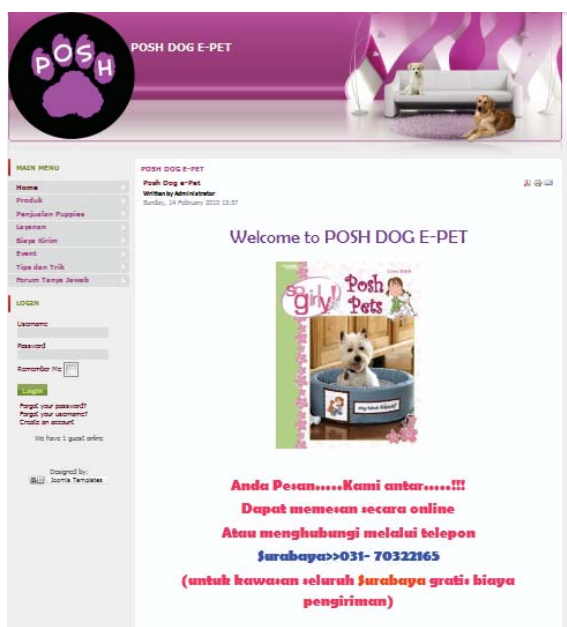 POSH
POSH DOG E-PET
MAIN MENU
Home
Produk
Penjualan Puppies
Layanan
Biaya Kirim
Event
Tips dan Trik
Forum Tanya Jawab
LOGIN
Username
Password
Remember Me
Login
Forgot your password?
Forgot your username?
Create an account
We have 1 guest online
Designed by:
Joomla Templates
POSH DOG E-PET
Posh Dog e-Pet
Written by Administrator
Sunday, 14 February 2010 13:37
Welcome to POSH DOG E-PET
so girly!
Posh
Pets
my best friend!
Anda Pesan.....Kami antar.....!!!
Dapat memesan secara online
Atau menghubungi melalui telepon
Surabaya>>031- 70322165
(untuk kawasan seluruh Surabaya gratis biaya
pengiriman)